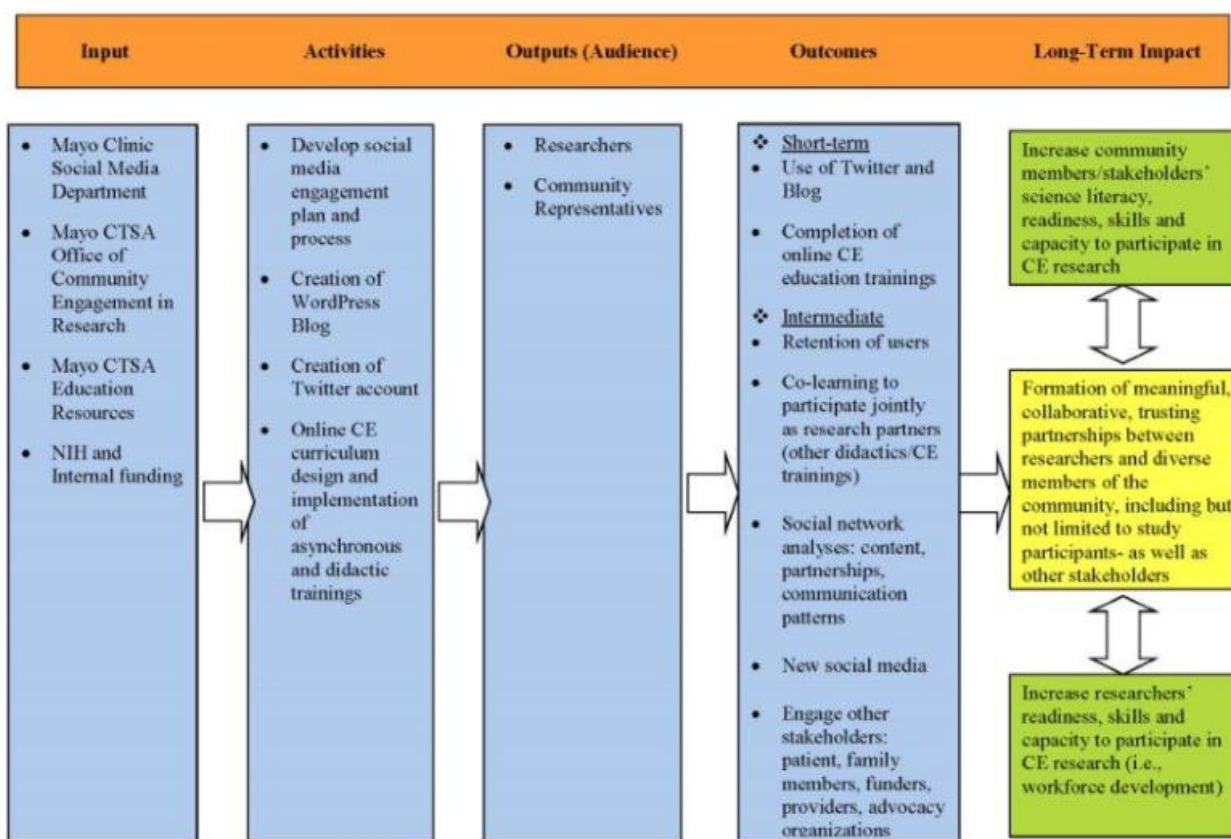 Input
Activities
Outputs (Audience)
Outcomes
Long-Term Impact
• Mayo Clinic
Social Media
Department
• Mayo CTSA
Office of
Community
Engagement in
Research
• Mayo CTSA
Education
Resources
• NIH and
Internal funding
• Develop social
media
engagement
plan and
process
• Creation of
WordPress
Blog
• Creation of
Twitter account
• Online CE
curriculum
design and
implementation
of
asynchronous
and didactic
trainings
• Researchers
• Community
Representatives
❖ Short-term
• Use of Twitter and
Blog
• Completion of
online CE
education trainings
❖ Intermediate
• Retention of users
• Co-learning to
participate jointly
as research partners
(other didactics/CE
trainings)
• Social network
analyses: content,
partnerships,
communication
patterns
• New social media
• Engage other
stakeholders:
patient, family
members, funders,
providers, advocacy
organizations
Increase community
members/stakeholders'
science literacy,
readiness, skills and
capacity to participate in
CE research
Formation of meaningful,
collaborative, trusting
partnerships between
researchers and diverse
members of the
community, including but
not limited to study
participants- as well as
other stakeholders
Increase researchers'
readiness, skills and
capacity to participate in
CE research (i.e.,
workforce development)